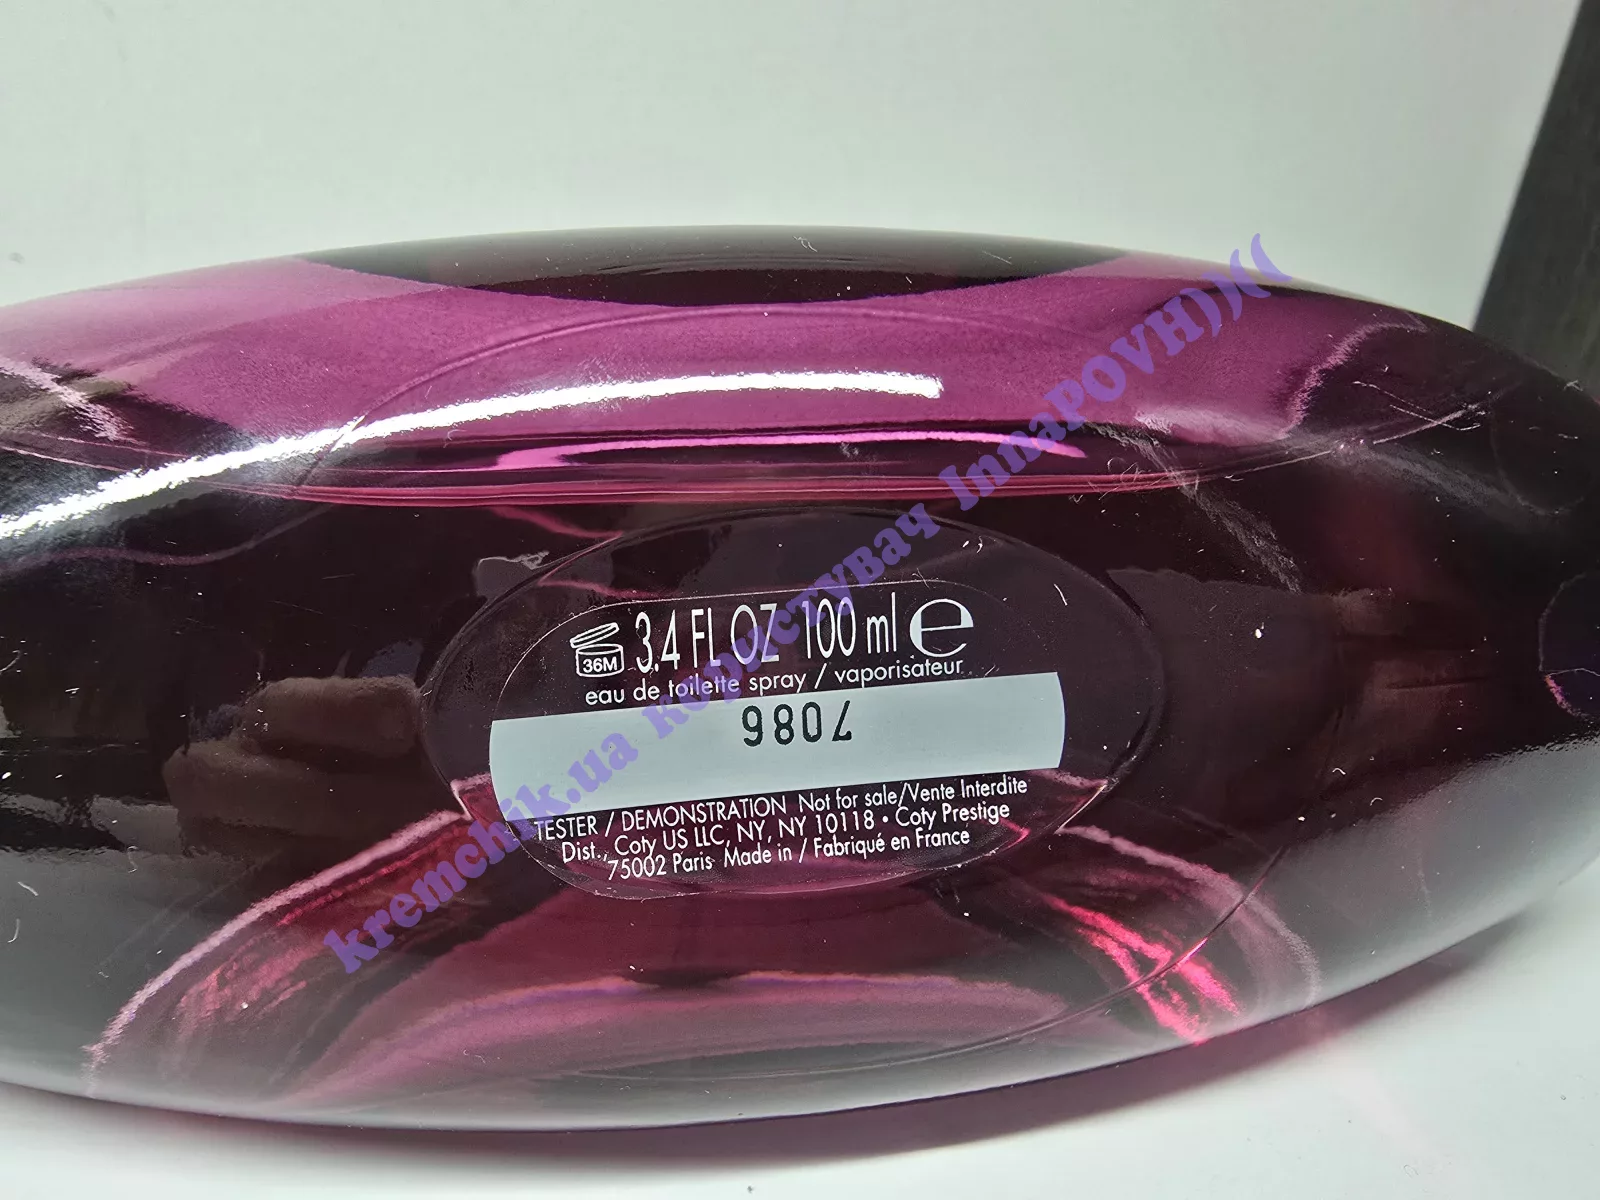 36M 3.4 FL OZ 100 ml ℮
eau de toilette spray / vaporisateur
7086
TESTER / DEMONSTRATION Not for sale/Vente Interdite
Dist., Coty US LLC, NY, NY 10118 • Coty Prestige
75002 Paris Made in / Fabriqué en France
kremchik.ua користувач InnaPOVH)((